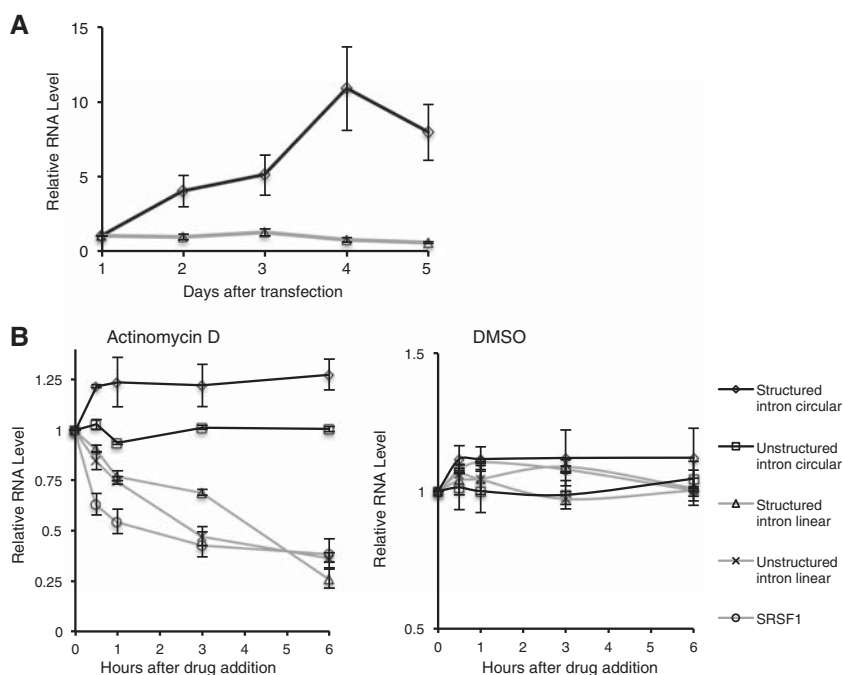 A
Relative RNA Level
15
10
5
0
1 2 3 4 5
Days after transfection
B
Actinomycin D
Relative RNA Level
1.25
1
0.75
0.5
0.25
0
0 1 2 3 4 5 6
Hours after drug addition
DMSO
Relative RNA Level
1.5
1
0.5
0 1 2 3 4 5 6
Hours after drug addition
Structured
intron circular
Unstructured
intron circular
Structured
intron linear
Unstructured
intron linear
SRSF1